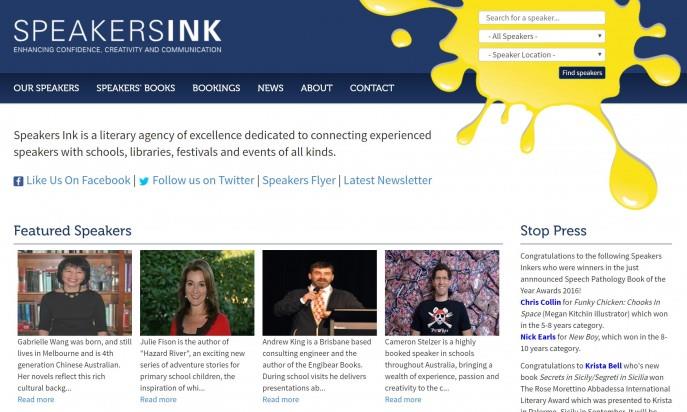 SPEAKERSINK
ENHANCING CONFIDENCE, CREATIVITY AND COMMUNICATION
Search for a speaker...
- All Speakers -
- Speaker Location -
Find speakers
OUR SPEAKERS SPEAKERS' BOOKS BOOKINGS NEWS ABOUT CONTACT
Speakers Ink is a literary agency of excellence dedicated to connecting experienced
speakers with schools, libraries, festivals and events of all kinds.
Like Us On Facebook | Follow us on Twitter | Speakers Flyer | Latest Newsletter
Featured Speakers
Gabrielle Wang was born, and still
lives in Melbourne and is 4th
generation Chinese Australian.
Her novels reflect this rich
cultural backg...
Read more
Julie Fison is the author of
"Hazard River", an exciting new
series of adventure stories for
primary school children, the
inspiration of whi...
Read more
Andrew King is a Brisbane based
consulting engineer and the
author of the Engibear Books.
During school visits he delivers
presentations ab...
Read more
Cameron Stelzer is a highly
booked speaker in schools
throughout Australia, bringing a
wealth of experience, passion
and creativity to the c...
Read more
Stop Press
Congratulations to the following Speakers
Inkers who were winners in the just
annnounced Speech Pathology Book of the
Year Awards 2016!
Chris Collin for Funky Chicken: Chooks In
Space (Megan Kitchin illustrator) which won
in the 5-8 years category.
Nick Earls for New Boy, which won in the 8-
10 years category.
Congratulations to Krista Bell who's new
book Secrets in Sicily/Segreti in Sicilia won
The Rose Morettino Abbadessa International
Literary Award which was presented to Krista
in Palermo, Sicily in September. It will be